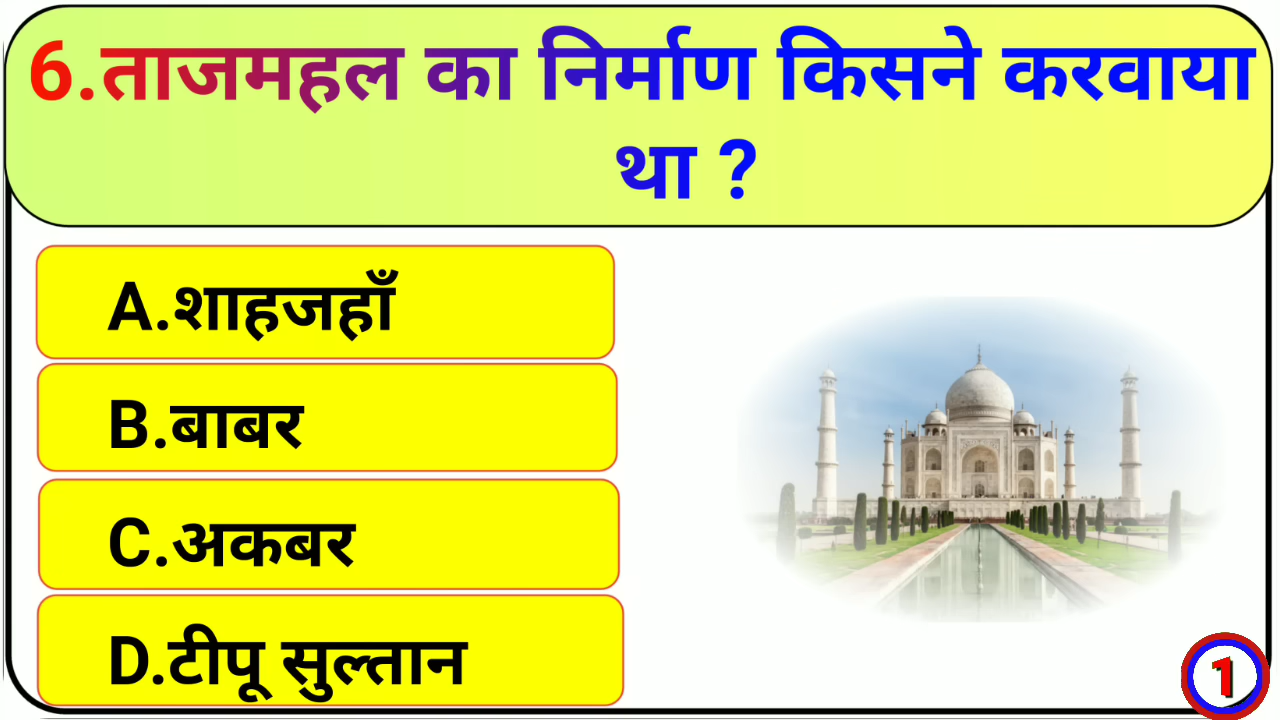 6.ताजमहल का निर्माण किसने करवाया
था ?
A.शाहजहाँ
B.बाबर
C.अकबर
D.टीपू सुल्तान
1